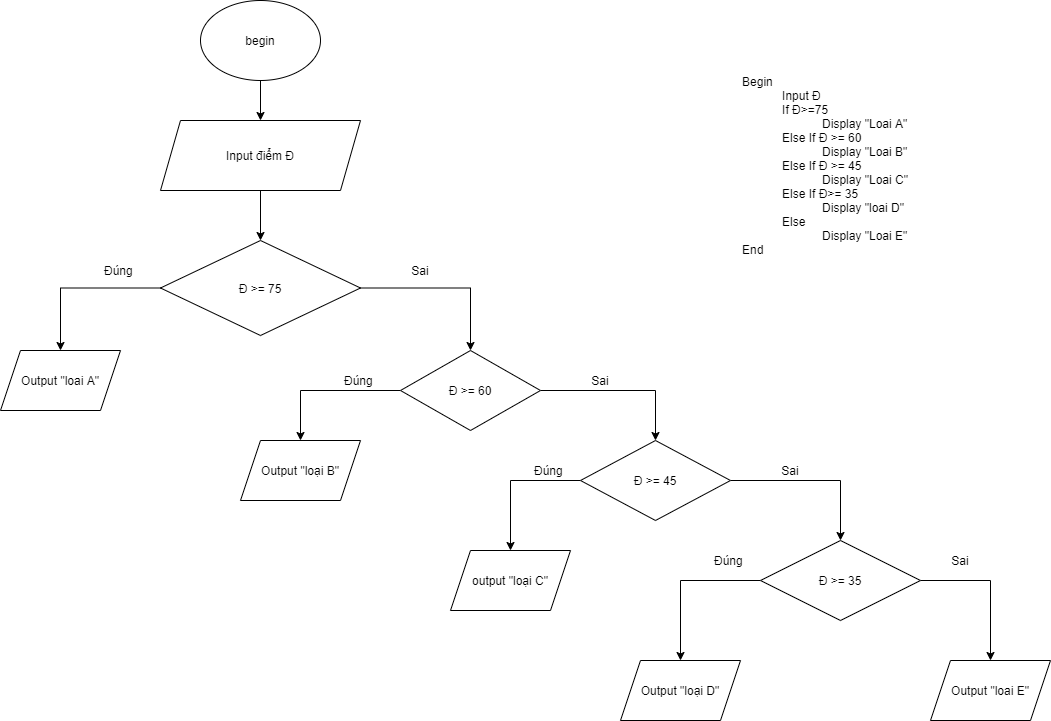 begin
Input điểm Đ
Đ >= 75
Đúng
Sai
Output "loai A"
Đ >= 60
Đúng
Sai
Output "loại B"
Đ >= 45
Đúng
Sai
output "loại C"
Đ >= 35
Đúng
Sai
Output "loại D"
Output "loai E"
Begin
Input Đ
If Đ>=75
Display "Loai A"
Else If Đ >= 60
Display "Loai B"
Else If Đ >= 45
Display "Loai C"
Else If Đ>= 35
Display "loai D"
Else
Display "Loai E"
End